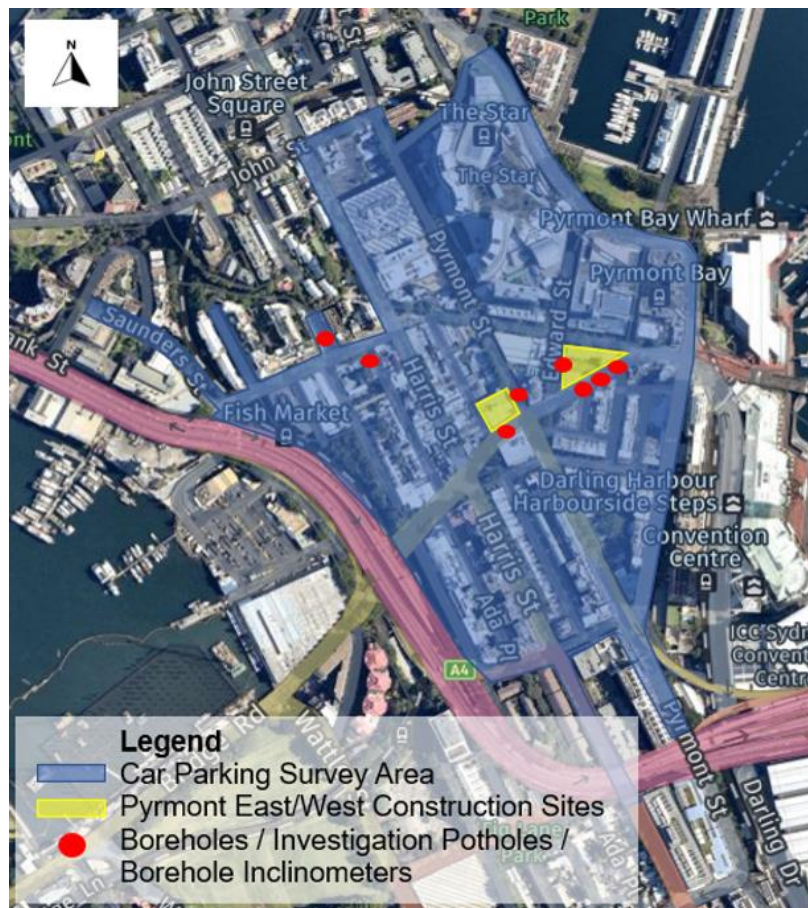 N
Park
John Street
Square
The Star
John St
The Star
Pyrmont Bay Wharf
Pyrmont St
Pyrmont Bay
Edward St
Saunders St
Harris St
Fish Market
Darling Harbour
Harbourside Steps
Convention
Centre
Harris St
Ada Pl
A4
Pyrmont St
Darling Dr
Legend
Car Parking Survey Area
Pyrmont East/West Construction Sites
Boreholes / Investigation Potholes /
Borehole Inclinometers